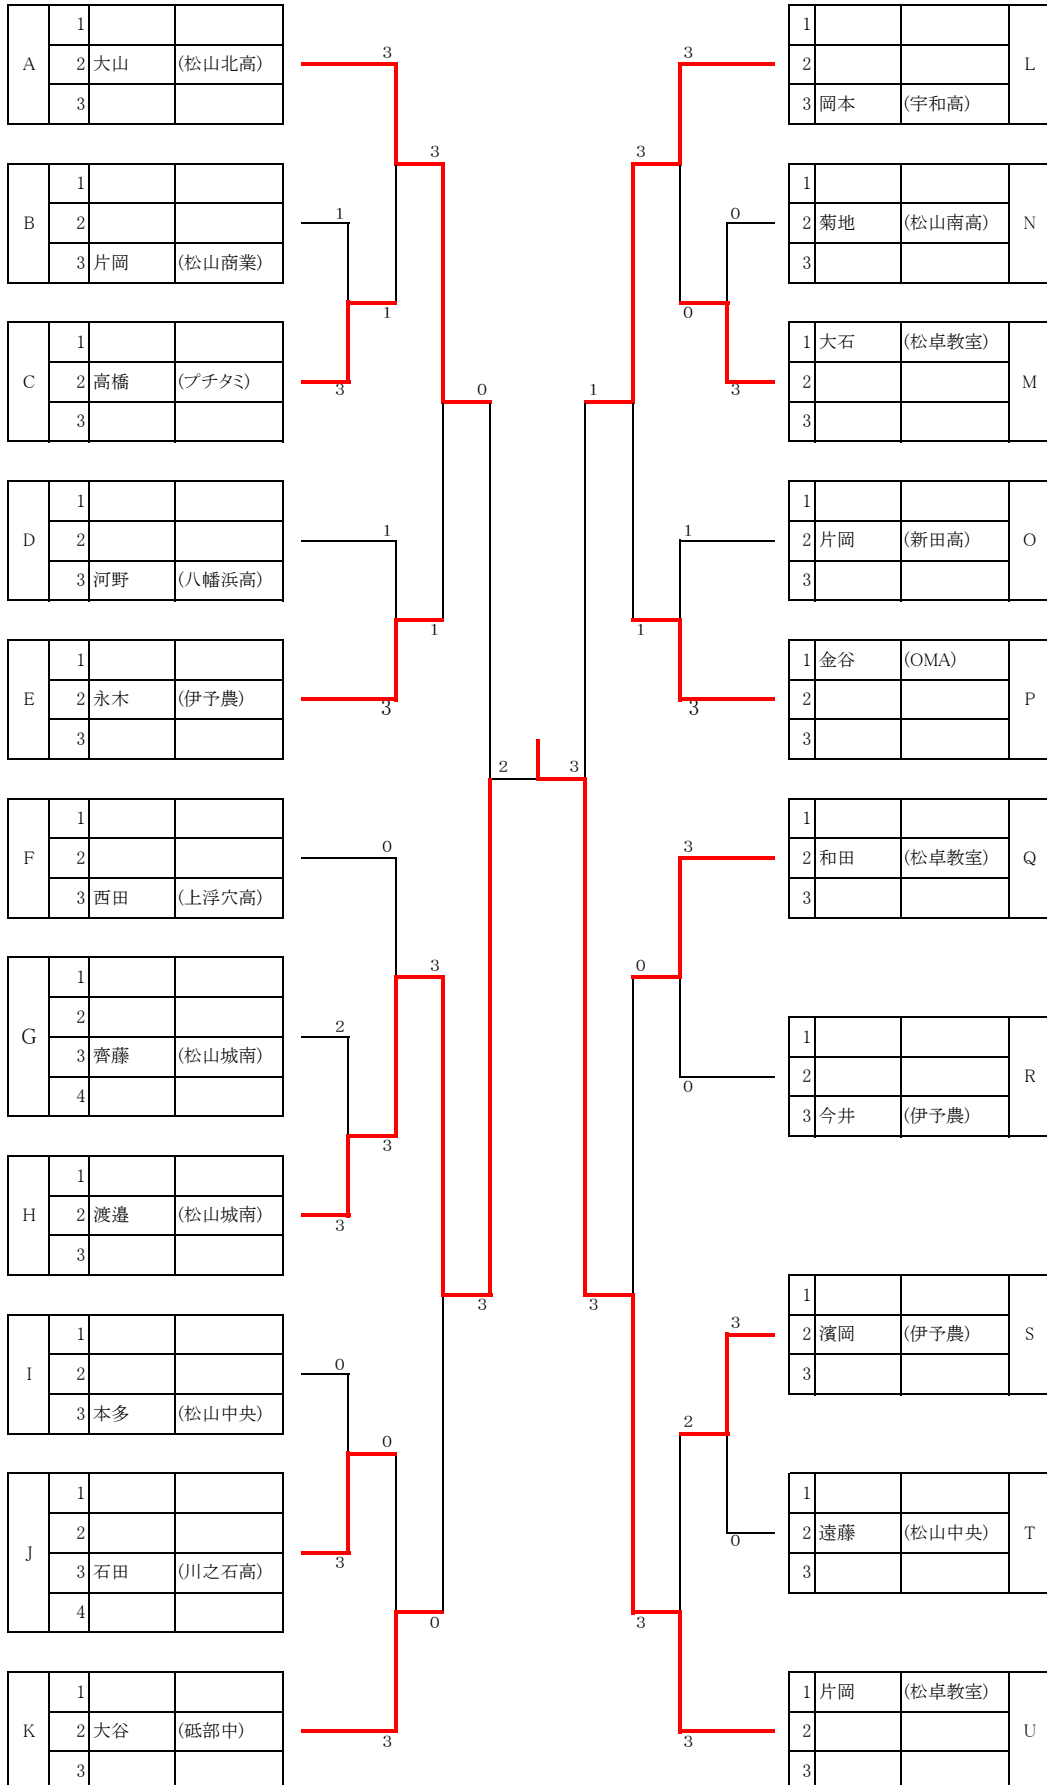 1
A 2 大山 (松山北高)
3
1
B 2
3 片岡 (松山商業)
1
C 2 高橋 (プチタミ)
3
1
D 2
3 河野 (八幡浜高)
1
E 2 永木 (伊予農)
3
1
F 2
3 西田 (上浮穴高)
1
2
G
3 齊藤 (松山城南)
4
1
H 2 渡邉 (松山城南)
3
1
I 2
3 本多 (松山中央)
1
2
J
3 石田 (川之石高)
4
1
K 2 大谷 (砥部中)
3
3
3
1
1
3
0
1
1
3
2
0
3
2
3
3
3
0
0
3
0
3
3
3
0
0
3
1
1
1
3
3
3
0
0
3
3
2
0
3
3
1
2 L
3 岡本 (宇和高)
1
2 菊地 (松山南高) N
3
1 大石 (松卓教室)
2 M
3
1
2 片岡 (新田高) O
3
1 金谷 (OMA)
2 P
3
1
2 和田 (松卓教室) Q
3
1
2 R
3 今井 (伊予農)
1
2 濱岡 (伊予農) S
3
1
2 遠藤 (松山中央) T
3
1 片岡 (松卓教室)
2 U
3